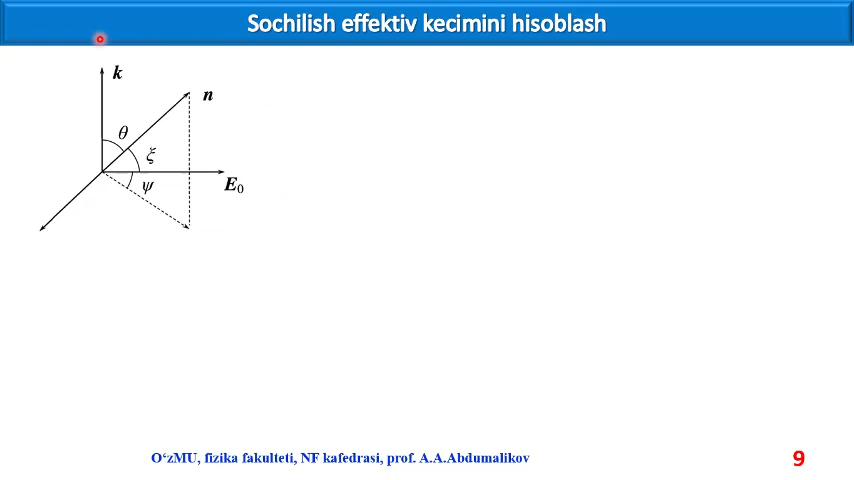 Sochilish effektiv kecimini hisoblash
k
n
θ
ξ
ψ
E₀
O‘zMU, fizika fakulteti, NF kafedrasi, prof. A.A.Abdumalikov
9